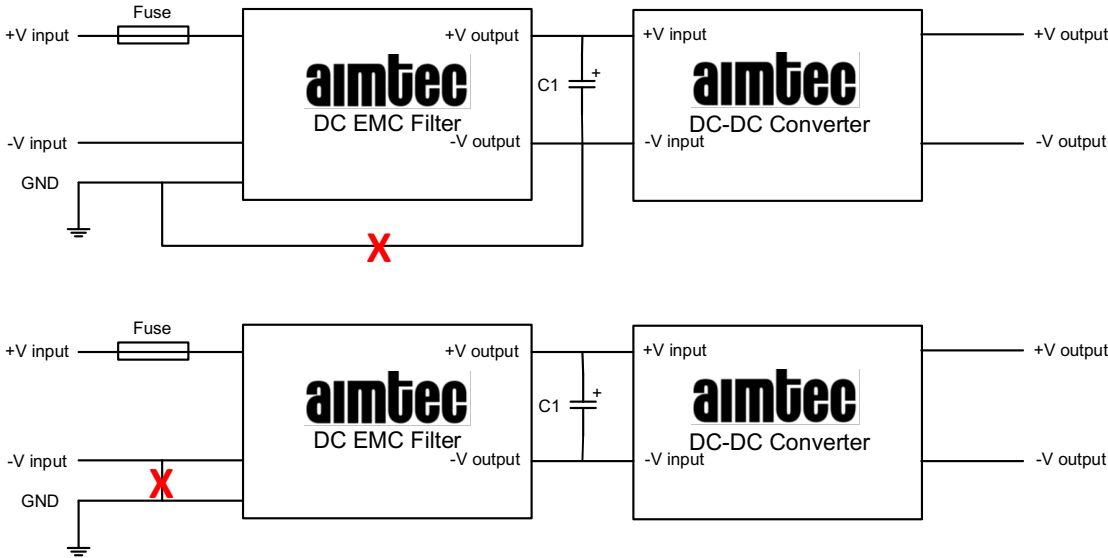 Fuse
+V input
+V output
+V input
+V output
aimtec
C1
+
aimtec
DC EMC Filter
DC-DC Converter
-V input
-V output
-V input
-V output
GND
X
Fuse
+V input
+V output
+V input
+V output
aimtec
C1
+
aimtec
DC EMC Filter
DC-DC Converter
-V input
-V output
-V input
-V output
X
GND